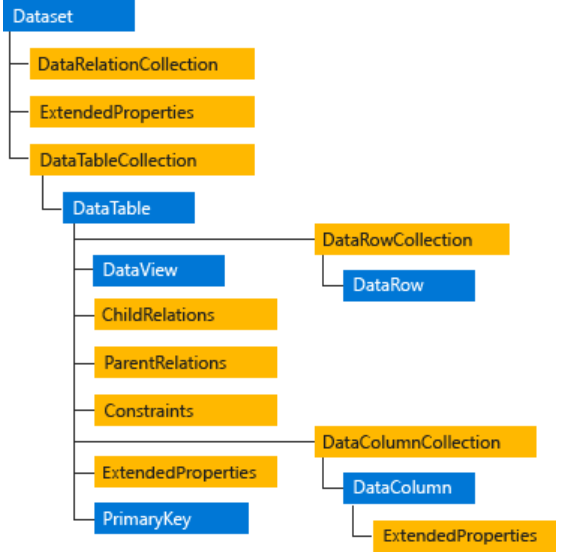 Dataset
DataRelationCollection
ExtendedProperties
DataTableCollection
DataTable
DataRowCollection
DataView
DataRow
ChildRelations
ParentRelations
Constraints
DataColumnCollection
ExtendedProperties
DataColumn
PrimaryKey
ExtendedProperties